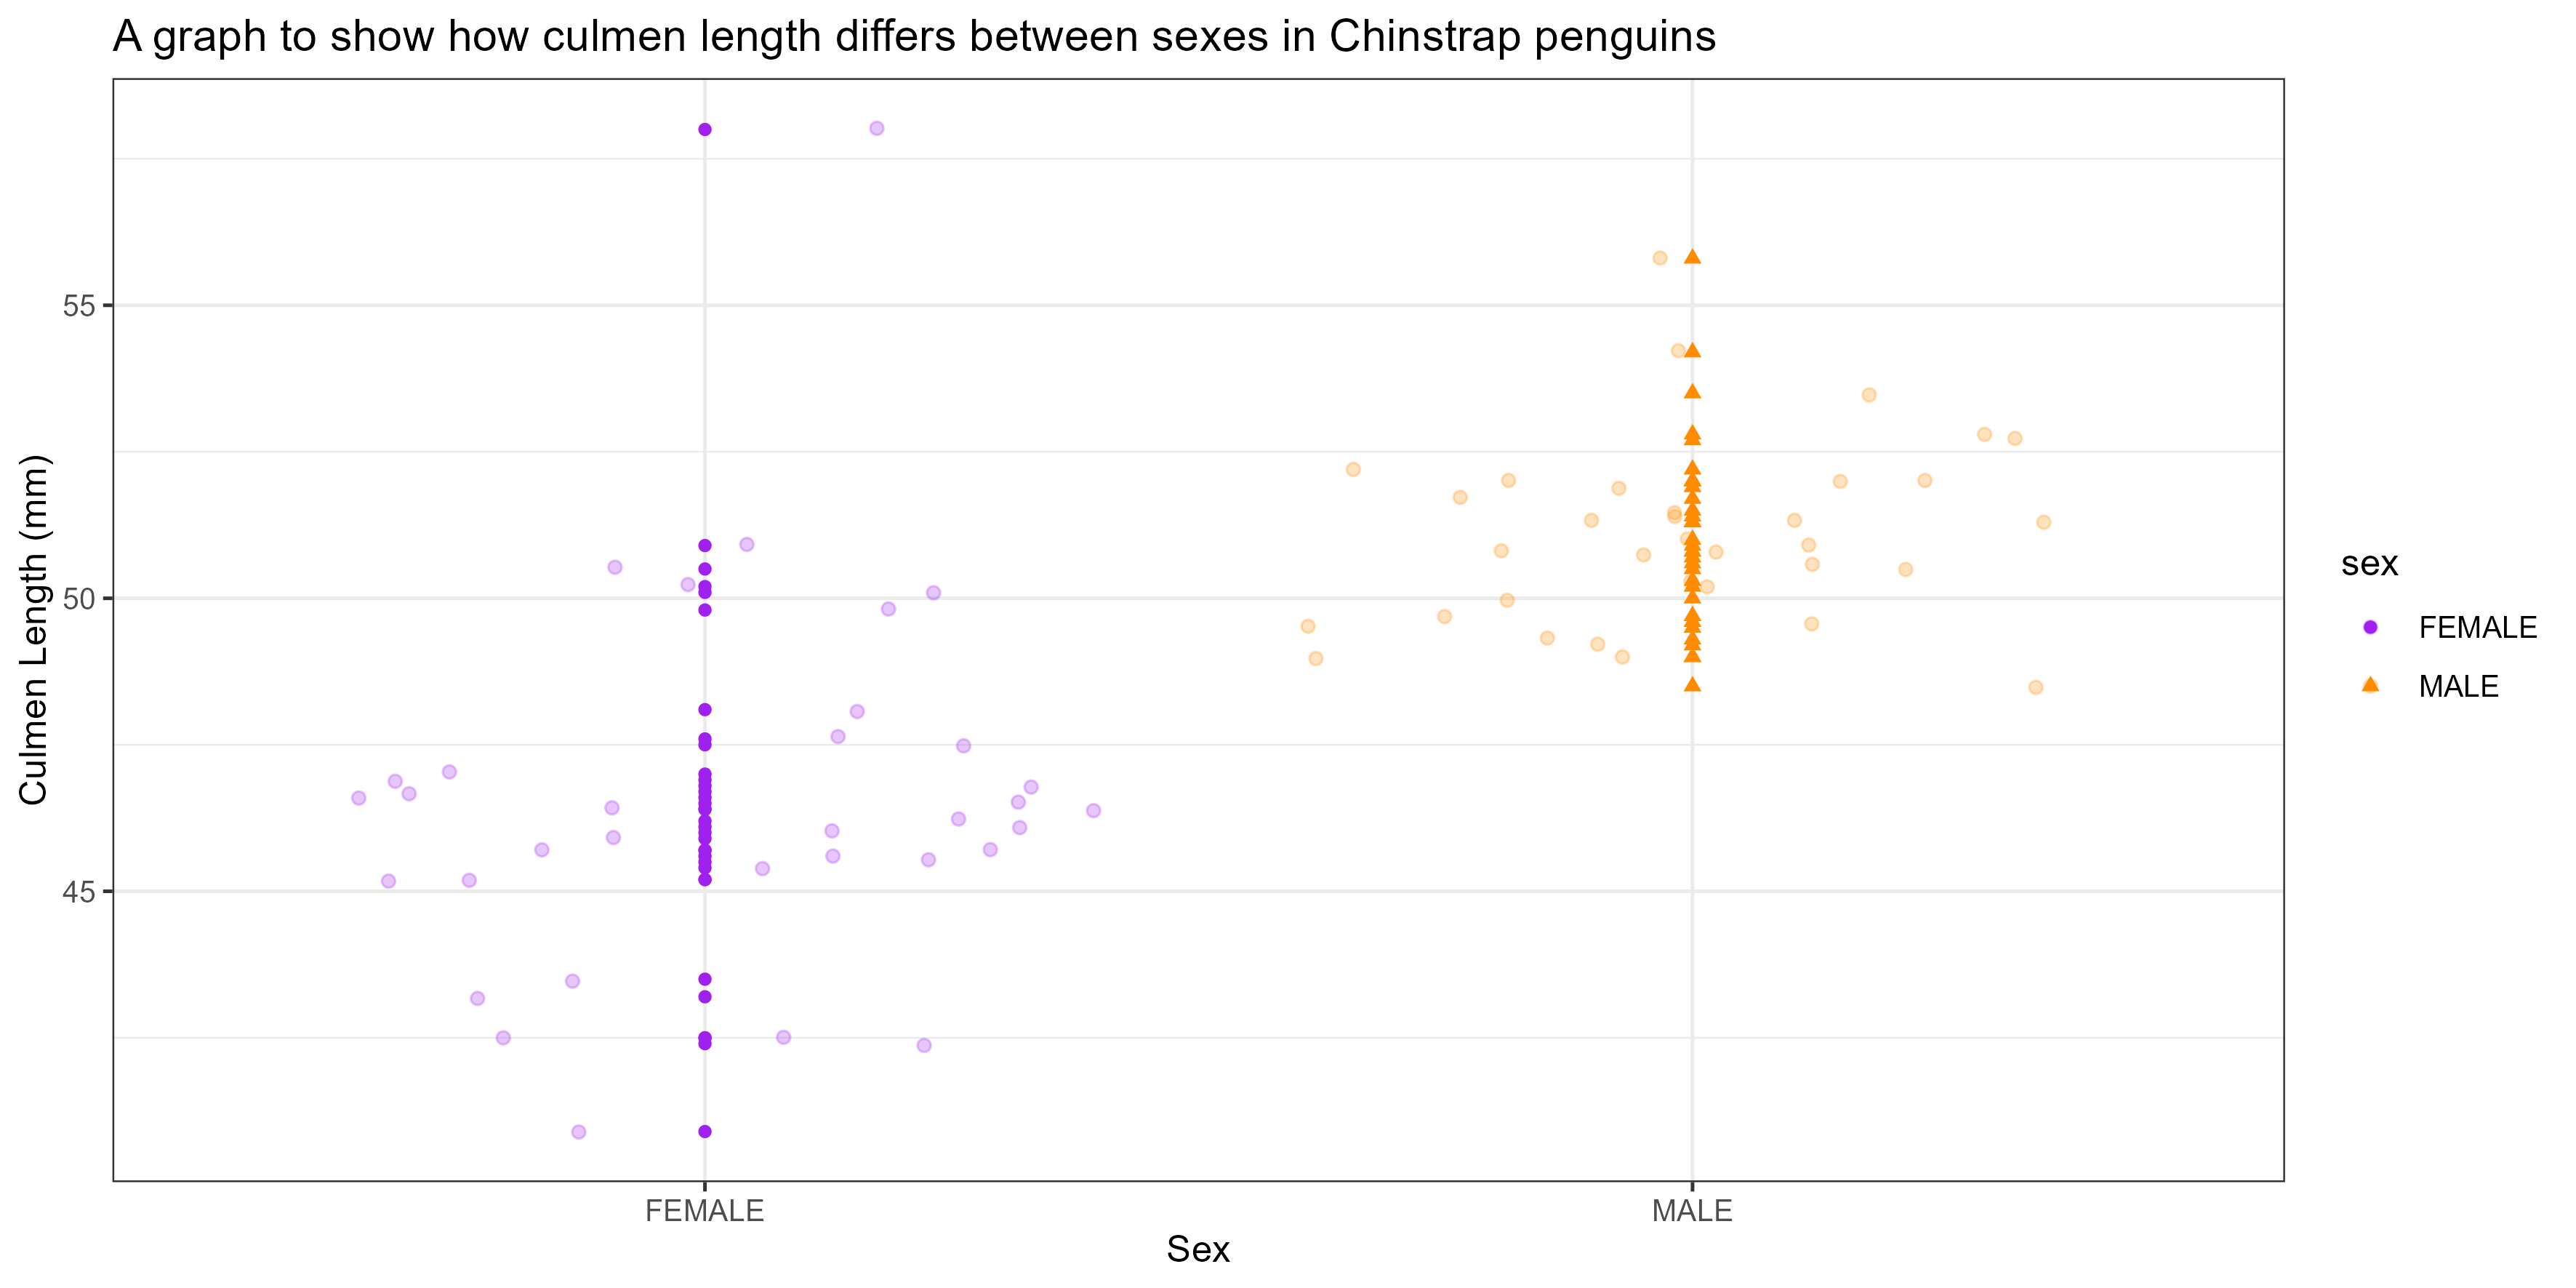 A graph to show how culmen length differs between sexes in Chinstrap penguins
Culmen Length (mm)
55
50
45
FEMALE
MALE
Sex
sex
FEMALE
MALE